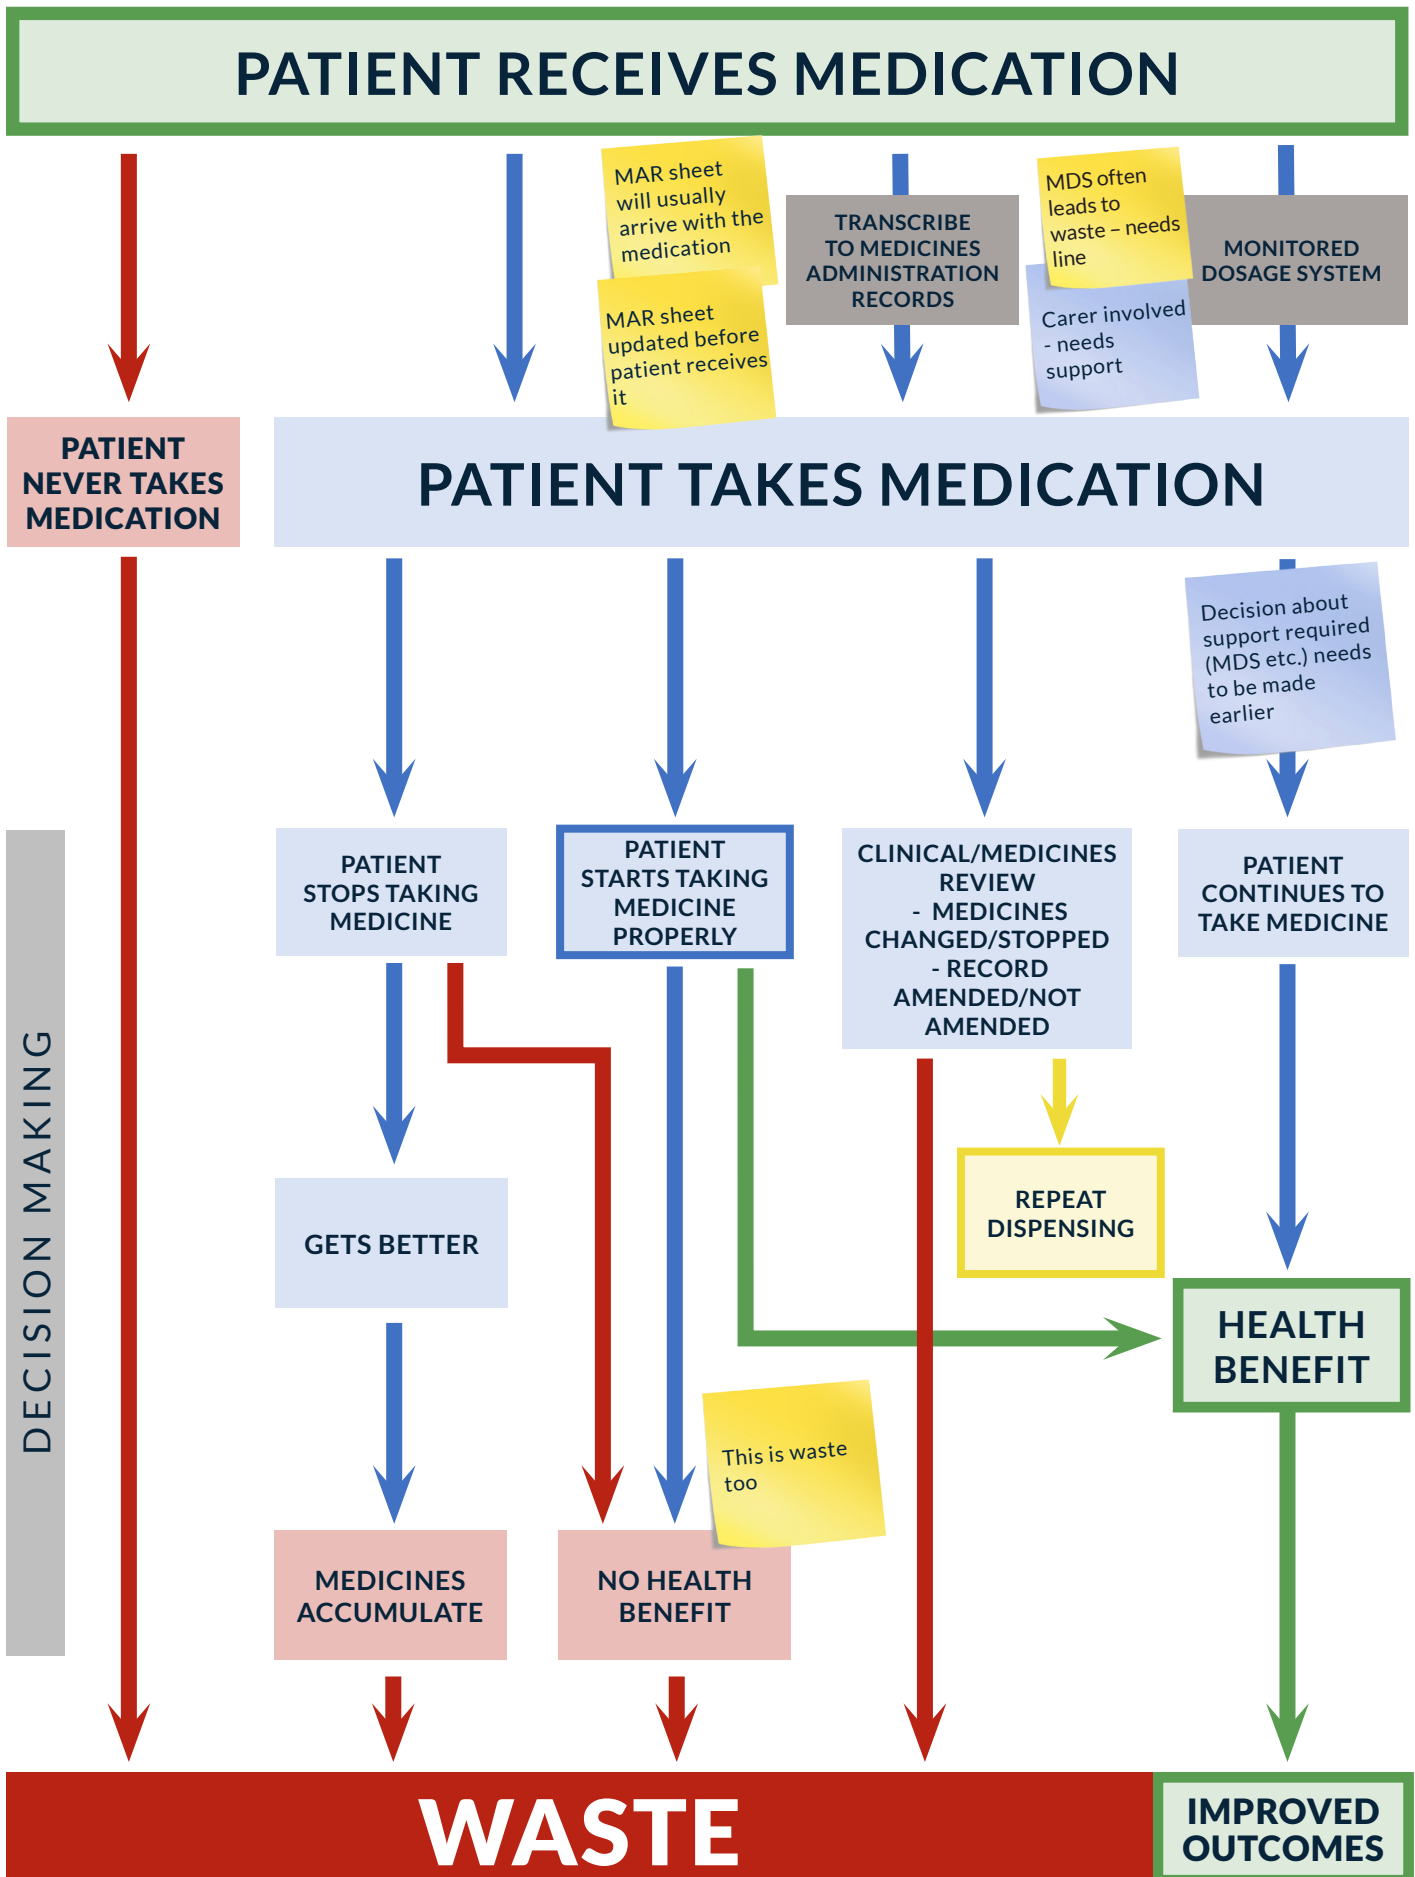 PATIENT RECEIVES MEDICATION
MAR sheet
will usually
arrive with the
medication
MAR sheet
updated before
patient receives
it
TRANSCRIBE
TO MEDICINES
ADMINISTRATION
RECORDS
MDS often
leads to
waste – needs
line
Carer involved
- needs
support
MONITORED
DOSAGE SYSTEM
PATIENT
NEVER TAKES
MEDICATION
PATIENT TAKES MEDICATION
Decision about
support required
(MDS etc.) needs
to be made
earlier
DECISION MAKING
PATIENT
STOPS TAKING
MEDICINE
PATIENT
STARTS TAKING
MEDICINE
PROPERLY
CLINICAL/MEDICINES
REVIEW
- MEDICINES
CHANGED/STOPPED
- RECORD
AMENDED/NOT
AMENDED
PATIENT
CONTINUES TO
TAKE MEDICINE
GETS BETTER
REPEAT
DISPENSING
HEALTH
BENEFIT
This is waste
too
MEDICINES
ACCUMULATE
NO HEALTH
BENEFIT
WASTE
IMPROVED
OUTCOMES